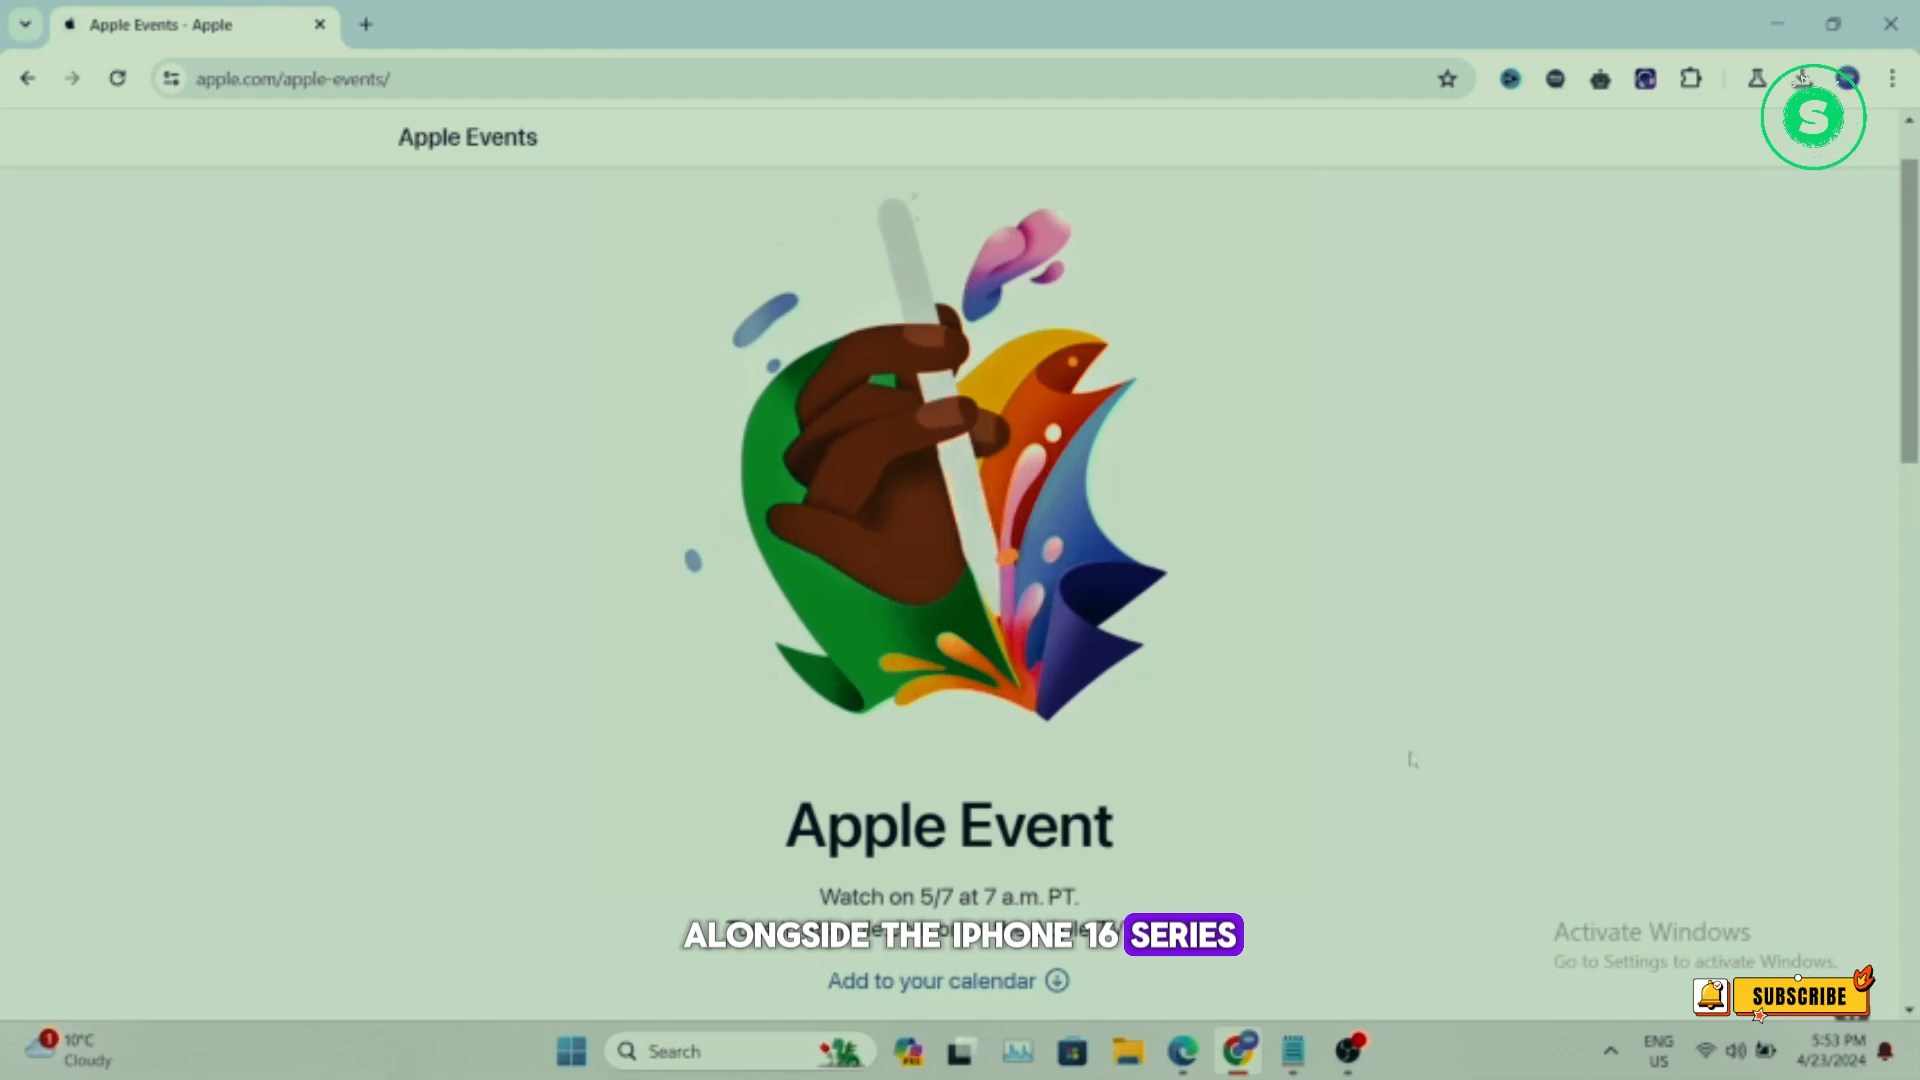 Apple Events - Apple
apple.com/apple-events/
S
Apple Events
Apple Event
Watch on 5/7 at 7 a.m. PT.
ALONGSIDE THE IPHONE 16 SERIES
Add to your calendar
Activate Windows
Go to Settings to activate Windows.
SUBSCRIBE
1
10°C
Cloudy
Search
ENG
US
5:53 PM
4/23/2024